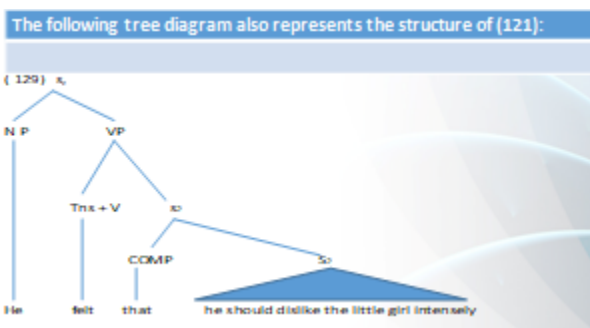 The following tree diagram also represents the structure of (121):
( 129) s,
N P VP
Tns + V
COMP S₂
He felt that he should dislike the little girl intensely